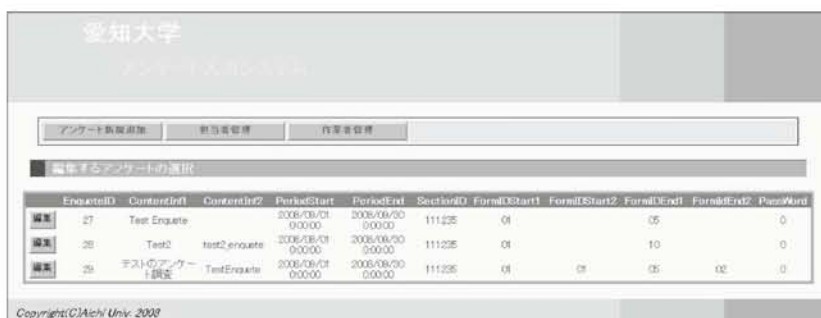 愛知大学
アンケート新規追加 担当者管理 作業者管理
編集するアンケートの選択
EnqueteID ContentInf1 ContentInf2 PeriodStart PeriodEnd SectionID FormIDStart1 FormIDStart2 FormIDEnd1 FormIdEnd2 PassWord
編集 27 Test Enquete 2008/08/01 0:00:00 2008/09/30 0:00:00 111235 01 05 0
編集 28 Test2 test2_enquete 2008/08/01 0:00:00 2008/09/30 0:00:00 111235 01 10 0
編集 29 テストのアンケート調査 TestEnquete 2008/08/01 0:00:00 2008/09/30 0:00:00 111235 01 01 05 02 0
Copyright(C)Aichi Univ. 2008